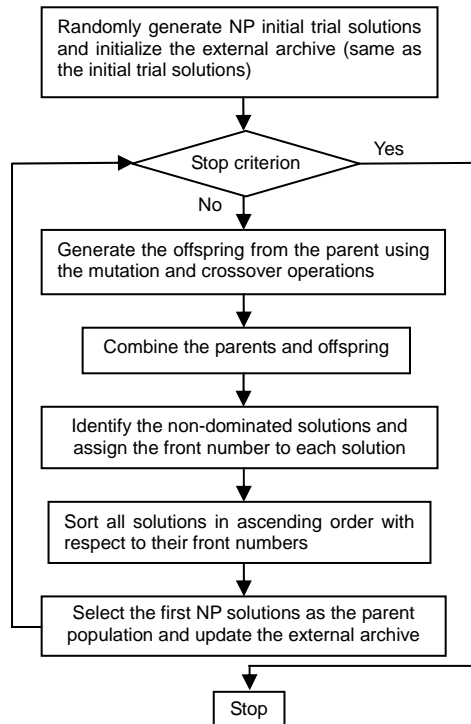 Randomly generate NP initial trial solutions
and initialize the external archive (same as
the initial trial solutions)
Stop criterion
Yes
No
Generate the offspring from the parent using
the mutation and crossover operations
Combine the parents and offspring
Identify the non-dominated solutions and
assign the front number to each solution
Sort all solutions in ascending order with
respect to their front numbers
Select the first NP solutions as the parent
population and update the external archive
Stop